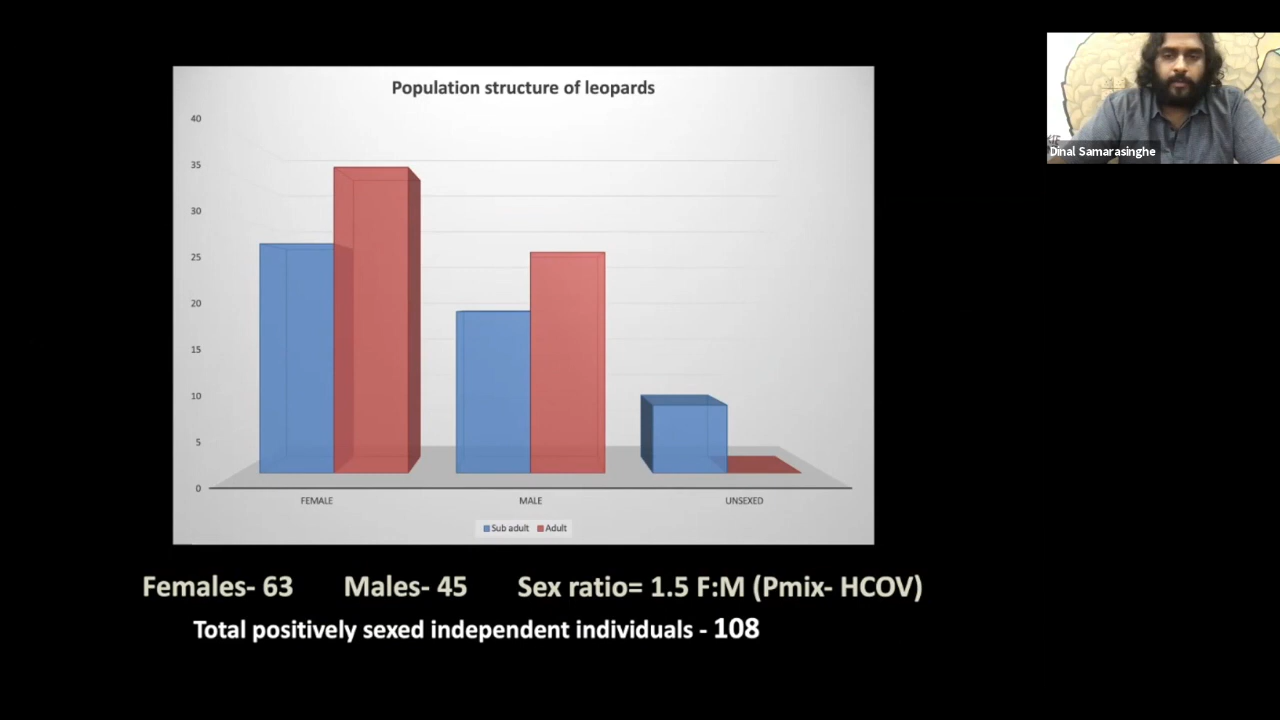 Population structure of leopards
40
35
30
25
20
15
10
5
0
FEMALE MALE UNSEXED
Sub adult Adult
Females- 63 Males- 45 Sex ratio= 1.5 F:M (Pmix- HCOV)
Total positively sexed independent individuals - 108
Dinal Samarasinghe